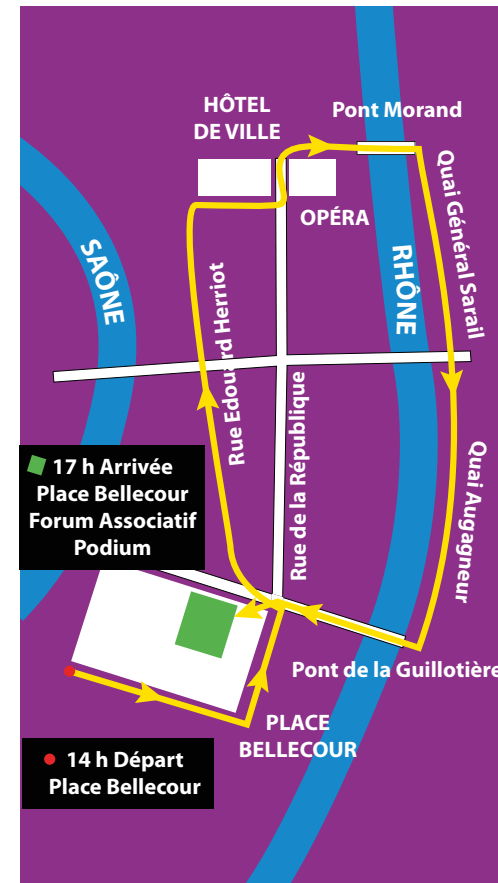 HÔTEL
DE VILLE
Pont Morand
OPÉRA
Quai Général Sarail
SAÔNE
RHÔNE
Rue Edouard Herriot
Rue de la République
Quai Augagneur
17 h Arrivée
Place Bellecour
Forum Associatif
Podium
Pont de la Guillotière
PLACE
BELLECOUR
14 h Départ
Place Bellecour